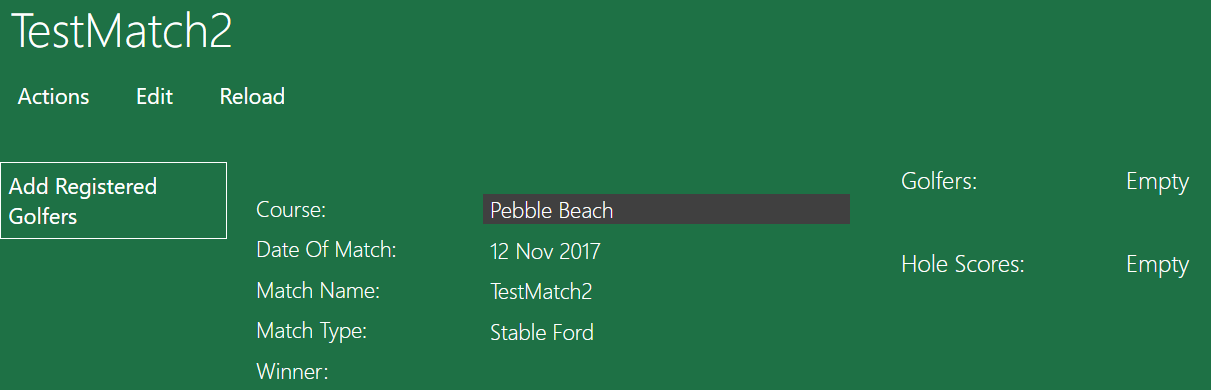 TestMatch2
Actions Edit Reload
Add Registered
Golfers
Course: Pebble Beach
Date Of Match: 12 Nov 2017
Match Name: TestMatch2
Match Type: Stable Ford
Winner:
Golfers: Empty
Hole Scores: Empty